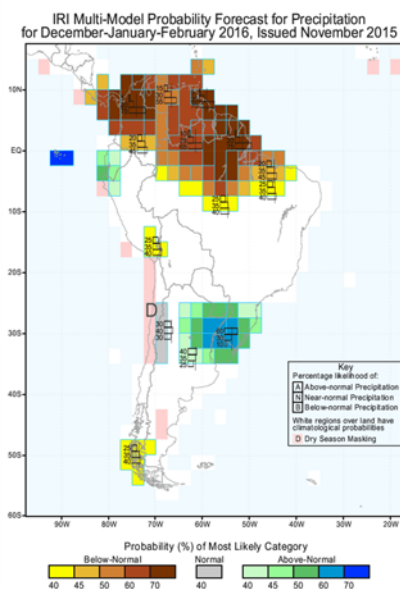 IRI Multi-Model Probability Forecast for Precipitation
for December-January-February 2016, Issued November 2015
10N
EQ
10S
20S
30S
40S
50S
60S
90W 80W 70W 60W 50W 40W 30W 20W
D
Key
Percentage likelihood of:
A Above-normal Precipitation
N Near-normal Precipitation
B Below-normal Precipitation
White regions over land have
climatological probabilities
D Dry Season Masking
Probability (%) of Most Likely Category
Below-Normal Normal Above-Normal
40 45 50 60 70 40 40 45 50 60 70